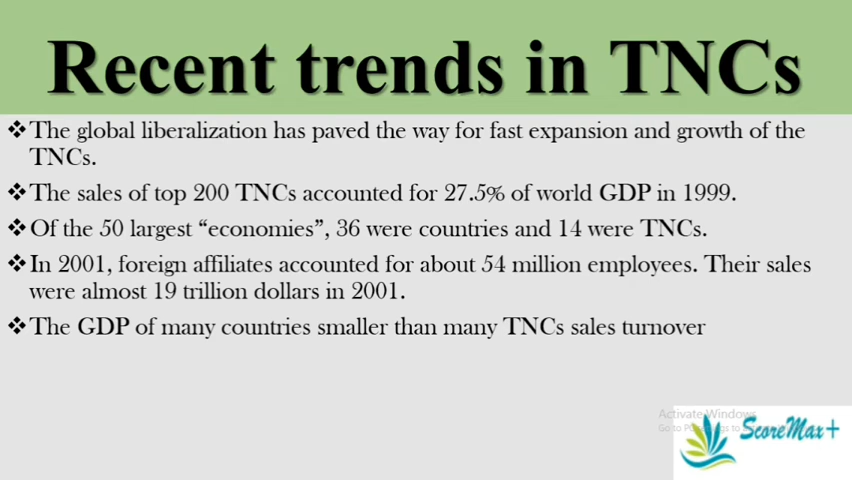 Recent trends in TNCs
❖The global liberalization has paved the way for fast expansion and growth of the
TNCs.
❖The sales of top 200 TNCs accounted for 27.5% of world GDP in 1999.
❖Of the 50 largest “economies”, 36 were countries and 14 were TNCs.
❖In 2001, foreign affiliates accounted for about 54 million employees. Their sales
were almost 19 trillion dollars in 2001.
❖The GDP of many countries smaller than many TNCs sales turnover
Activate Windows
Go to
ScoreMax+